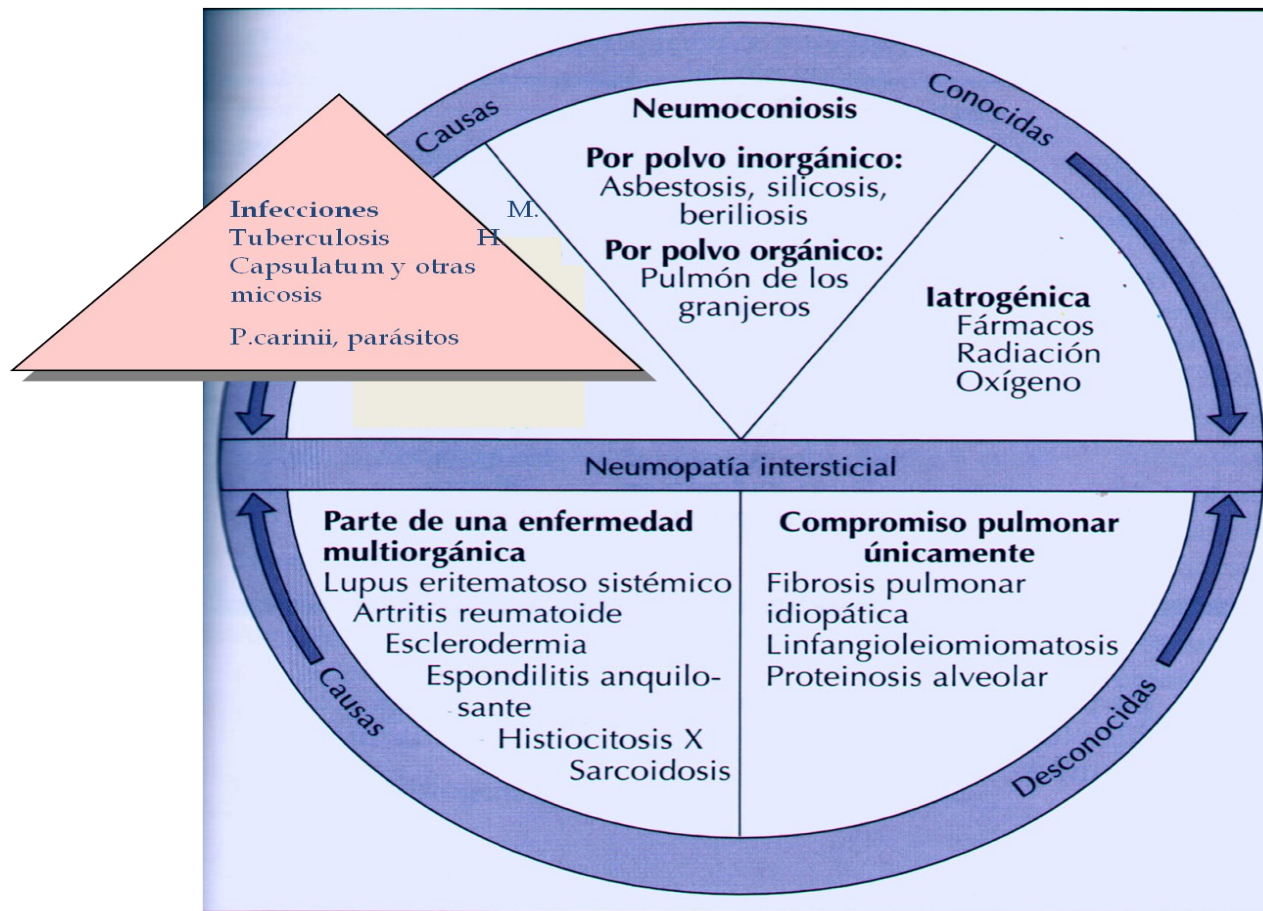 Causas
Conocidas
Infecciones M.
Tuberculosis H
Capsulatum y otras
micosis
P.carinii, parásitos
Neumoconiosis
Por polvo inorgánico:
Asbestosis, silicosis,
beriliosis
Por polvo orgánico:
Pulmón de los
granjeros
Iatrogénica
Fármacos
Radiación
Oxígeno
Neumopatía intersticial
Parte de una enfermedad
multiorgánica
Lupus eritematoso sistémico
Artritis reumatoide
Esclerodermia
Espondilitis anquilo-
sante
Histiocitosis X
Sarcoidosis
Compromiso pulmonar
únicamente
Fibrosis pulmonar
idiopática
Linfangioleiomiomatosis
Proteinosis alveolar
Causas
Desconocidas